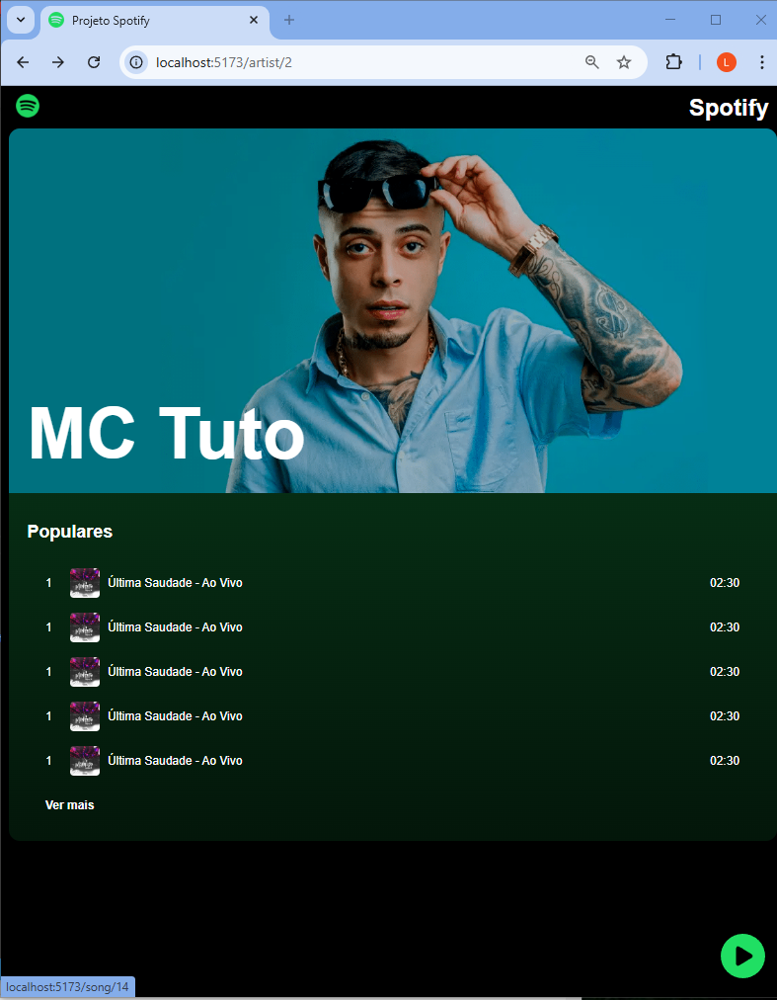 Projeto Spotify
localhost:5173/artist/2
L
Spotify
MC Tuto
Populares
1 Última Saudade - Ao Vivo 02:30
1 Última Saudade - Ao Vivo 02:30
1 Última Saudade - Ao Vivo 02:30
1 Última Saudade - Ao Vivo 02:30
1 Última Saudade - Ao Vivo 02:30
Ver mais
localhost:5173/song/14